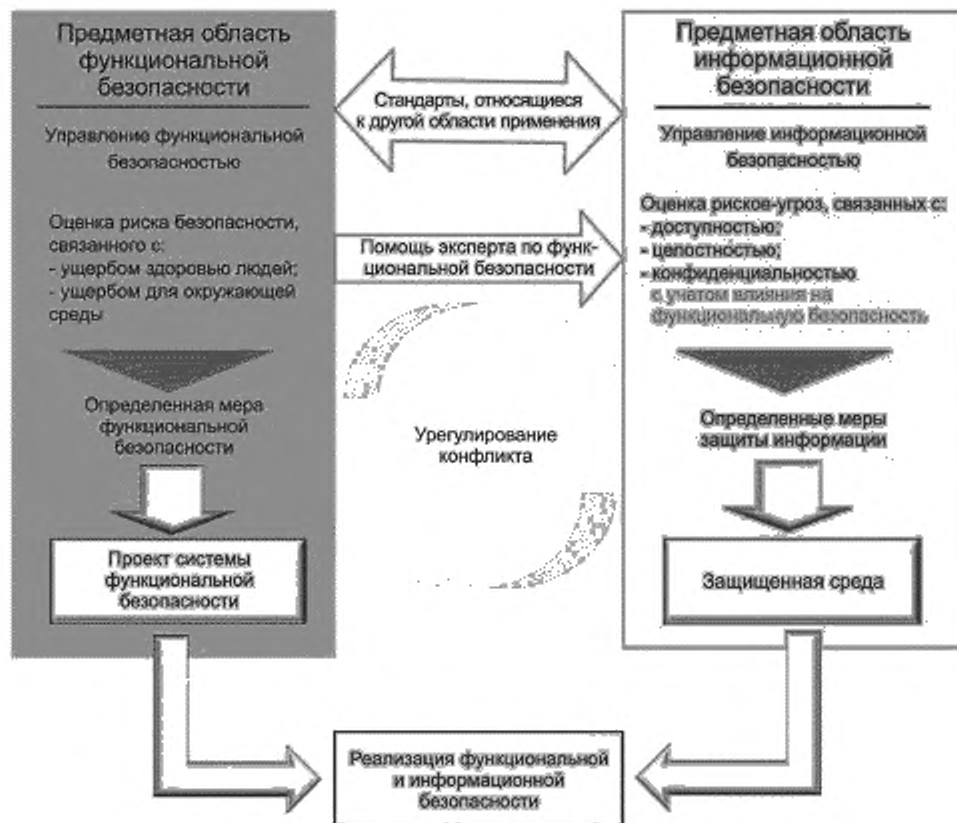 Предметная область
функциональной
безопасности
Управление функциональной
безопасностью
Оценка риска безопасности,
связанного с:
- ущербом здоровью людей;
- ущербом для окружающей
среды
Определенная мера
функциональной
безопасности
Проект системы
функциональной
безопасности
Стандарты, относящиеся
к другой области применения
Помощь эксперта по функ-
циональной безопасности
Урегулирование
конфликта
Предметная область
информационной
безопасности
Управление информационной
безопасностью
Оценка рисков-угроз, связанных с:
- доступностью;
- целостностью;
- конфиденциальностью
с учатом влияния на
функциональную безопасность
Определенные меры
защиты информации
Защищенная среда
Реализация функциональной
и информационной
безопасности